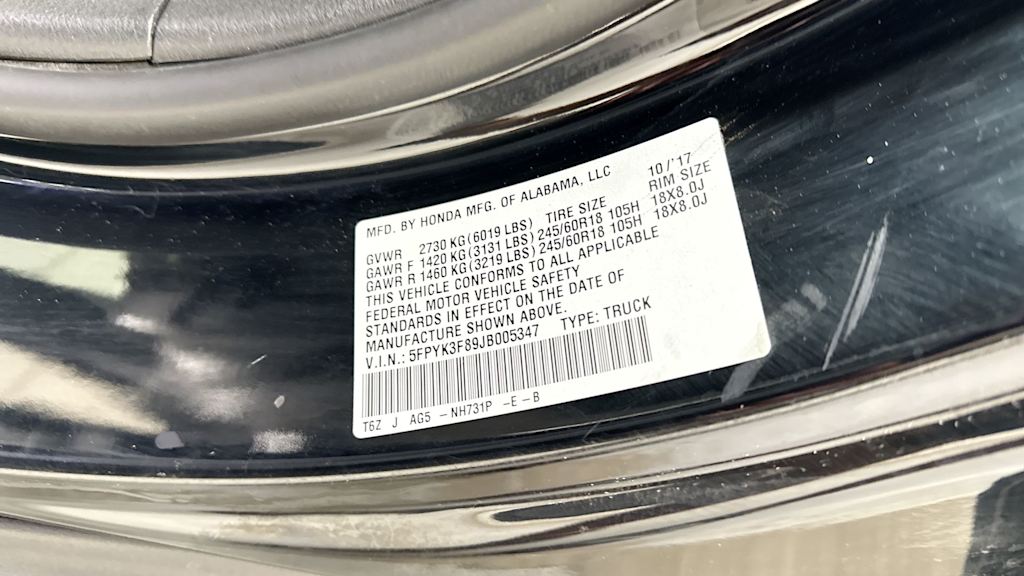 MFD. BY HONDA MFG. OF ALABAMA, LLC 10/'17
TIRE SIZE RIM SIZE
GVWR 2730 KG (6019 LBS)
GAWR F 1420 KG (3131 LBS) 245/60R18 105H 18X8.0J
GAWR R 1460 KG (3219 LBS) 245/60R18 105H 18X8.0J
THIS VEHICLE CONFORMS TO ALL APPLICABLE
FEDERAL MOTOR VEHICLE SAFETY
STANDARDS IN EFFECT ON THE DATE OF
MANUFACTURE SHOWN ABOVE.
V.I.N.: 5FPYK3F89JB005347 TYPE: TRUCK
T6Z J AG5 -NH731P -E-B